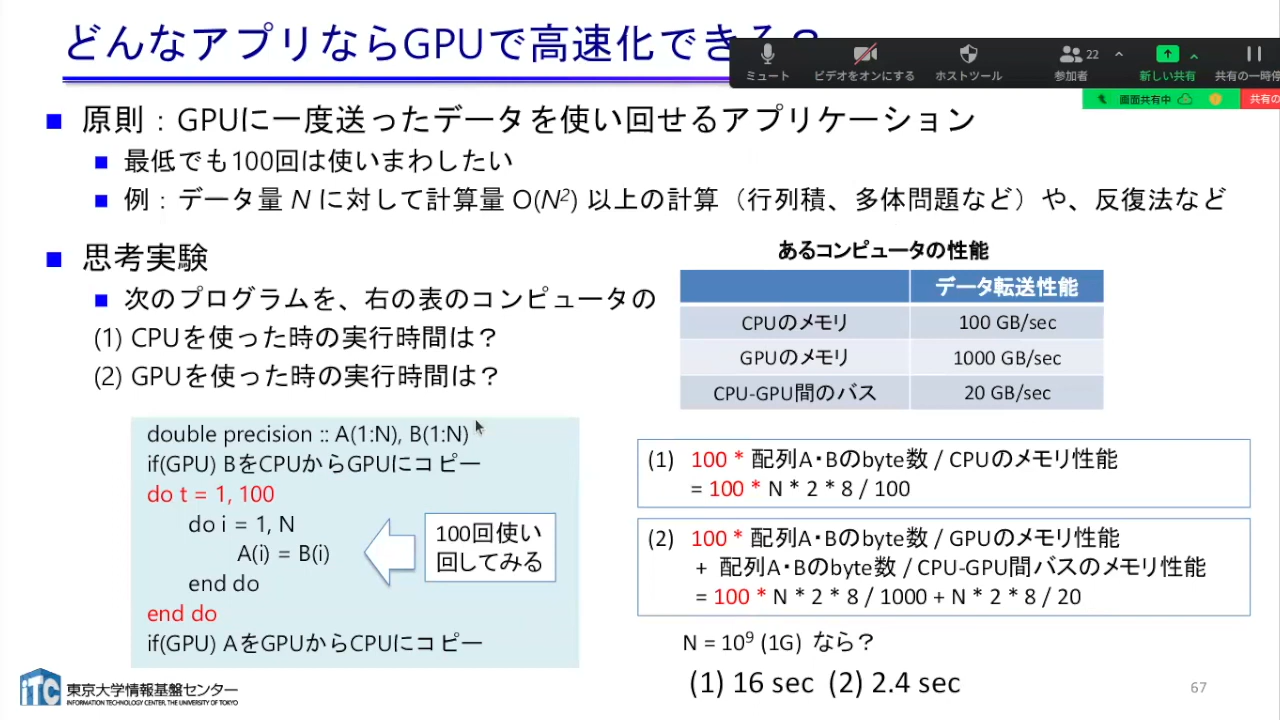 どんなアプリならGPUで高速化できる？
ミュート
ビデオをオンにする
ホストツール
22
参加者
新しい共有
共有の一時停
画面共有中
共有の
原則：GPUに一度送ったデータを使い回せるアプリケーション
最低でも100回は使いまわしたい
例：データ量 N に対して計算量 O(N²) 以上の計算（行列積、多体問題など）や、反復法など
思考実験
次のプログラムを、右の表のコンピュータの
(1) CPUを使った時の実行時間は？
(2) GPUを使った時の実行時間は？
あるコンピュータの性能
データ転送性能
CPUのメモリ 100 GB/sec
GPUのメモリ 1000 GB/sec
CPU-GPU間のバス 20 GB/sec
double precision :: A(1:N), B(1:N)
if(GPU) BをCPUからGPUにコピー
do t = 1, 100
do i = 1, N
A(i) = B(i)
end do
end do
if(GPU) AをGPUからCPUにコピー
100回使い
回してみる
(1) 100 * 配列A・Bのbyte数 / CPUのメモリ性能
= 100 * N * 2 * 8 / 100
(2) 100 * 配列A・Bのbyte数 / GPUのメモリ性能
+ 配列A・Bのbyte数 / CPU-GPU間バスのメモリ性能
= 100 * N * 2 * 8 / 1000 + N * 2 * 8 / 20
N = 10⁹ (1G) なら？
(1) 16 sec (2) 2.4 sec
iTC 東京大学情報基盤センター
INFORMATION TECHNOLOGY CENTER, THE UNIVERSITY OF TOKYO
67